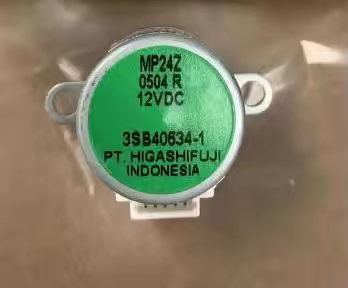 MP24Z
0504 R
12VDC
3SB40634-1
PT. HIGASHIFUJI
INDONESIA